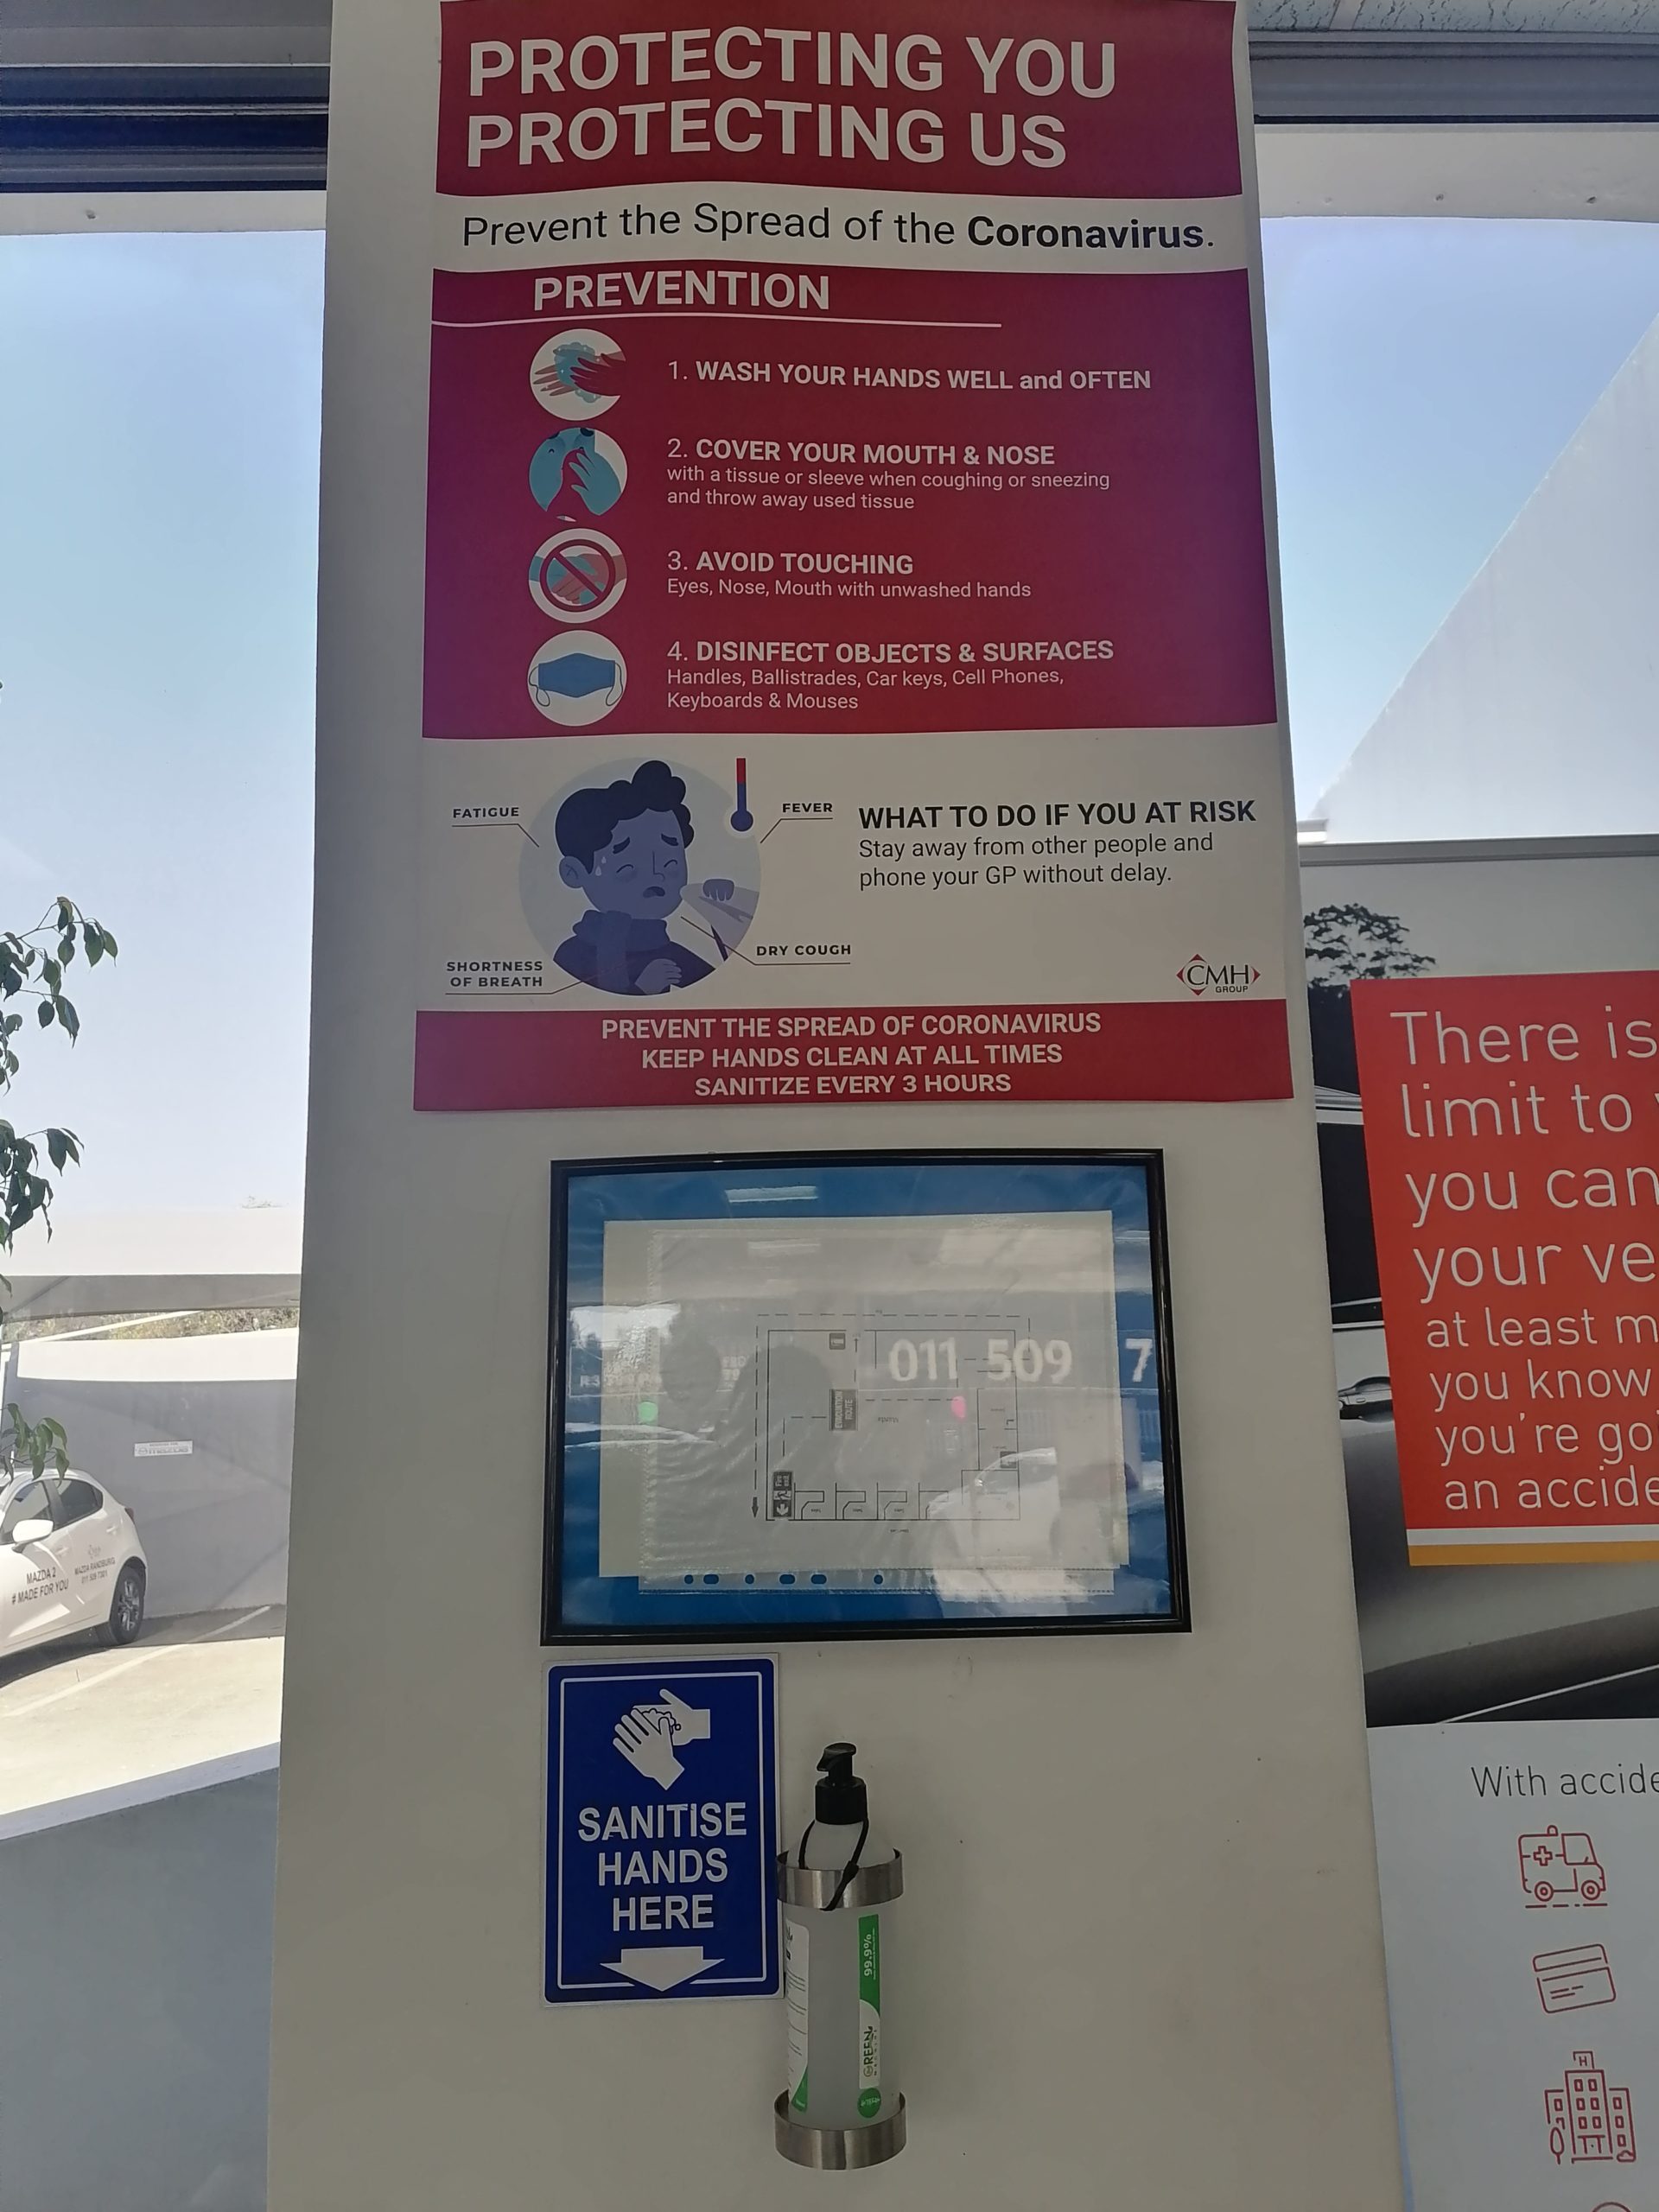 PROTECTING YOU
PROTECTING US
Prevent the Spread of the Coronavirus.
PREVENTION
1. WASH YOUR HANDS WELL and OFTEN
2. COVER YOUR MOUTH & NOSE
with a tissue or sleeve when coughing or sneezing
and throw away used tissue
3. AVOID TOUCHING
Eyes, Nose, Mouth with unwashed hands
4. DISINFECT OBJECTS & SURFACES
Handles, Ballistrades, Car keys, Cell Phones,
Keyboards & Mouses
FATIGUE
FEVER
WHAT TO DO IF YOU AT RISK
Stay away from other people and
phone your GP without delay.
DRY COUGH
SHORTNESS
OF BREATH
CMH
GROUP
PREVENT THE SPREAD OF CORONAVIRUS
KEEP HANDS CLEAN AT ALL TIMES
SANITIZE EVERY 3 HOURS
There is
limit to
you can
your ve
at least m
you know
you're go
an accide
011 509 7
ROUTE
MAZDA 2
# MADE FOR YOU
MAZDA RANDBURG
SANITISE
HANDS
HERE
99.9%
GREEN
With accide
H